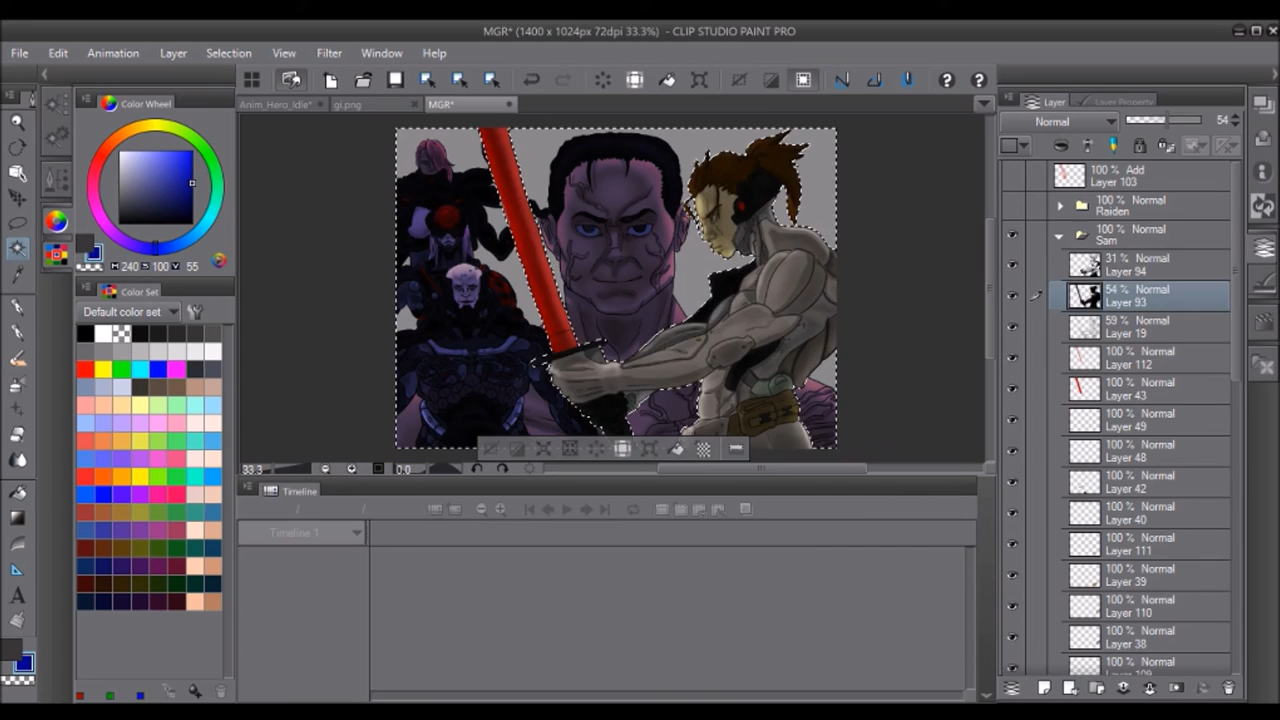 MGR* (1400 x 1024px 72dpi 33.3%) - CLIP STUDIO PAINT PRO
File Edit Animation Layer Selection View Filter Window Help
Color Wheel
Anim_Hero_Idle* gi.png MGR*
Layer Layer Property
Normal 54
H 240 S 100 V 55
Color Set
Default color set
100 % Add
Layer 103
100 % Normal
Raiden
100 % Normal
Sam
31 % Normal
Layer 94
54 % Normal
Layer 93
59 % Normal
Layer 19
100 % Normal
Layer 112
100 % Normal
Layer 43
100 % Normal
Layer 49
100 % Normal
Layer 48
100 % Normal
Layer 42
100 % Normal
Layer 40
100 % Normal
Layer 111
100 % Normal
Layer 39
100 % Normal
Layer 110
100 % Normal
Layer 38
100 % Normal
Layer 109
33.3 0.0
Timeline
/ /
Timeline 1